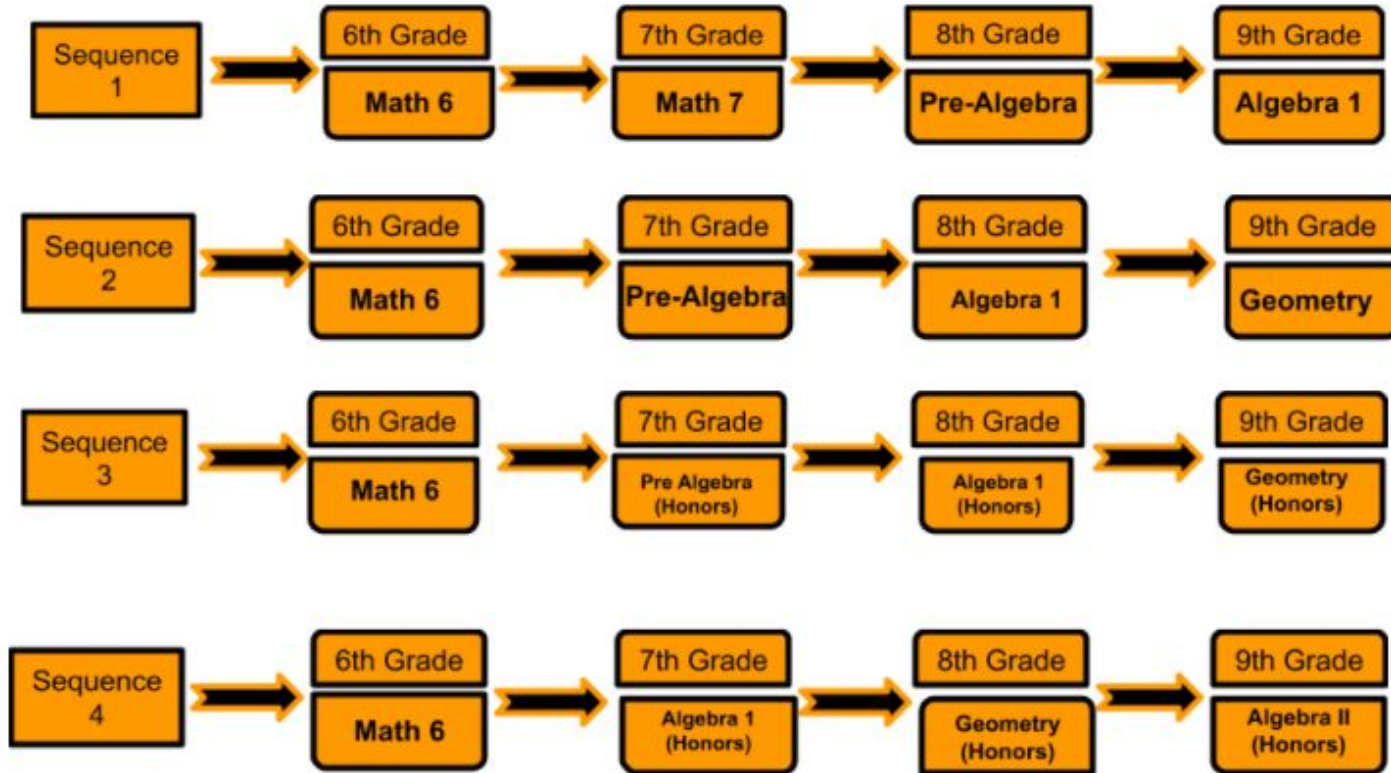 Sequence
1
6th Grade
Math 6
7th Grade
Math 7
8th Grade
Pre-Algebra
9th Grade
Algebra 1
Sequence
2
6th Grade
Math 6
7th Grade
Pre-Algebra
8th Grade
Algebra 1
9th Grade
Geometry
Sequence
3
6th Grade
Math 6
7th Grade
Pre Algebra
(Honors)
8th Grade
Algebra 1
(Honors)
9th Grade
Geometry
(Honors)
Sequence
4
6th Grade
Math 6
7th Grade
Algebra 1
(Honors)
8th Grade
Geometry
(Honors)
9th Grade
Algebra II
(Honors)